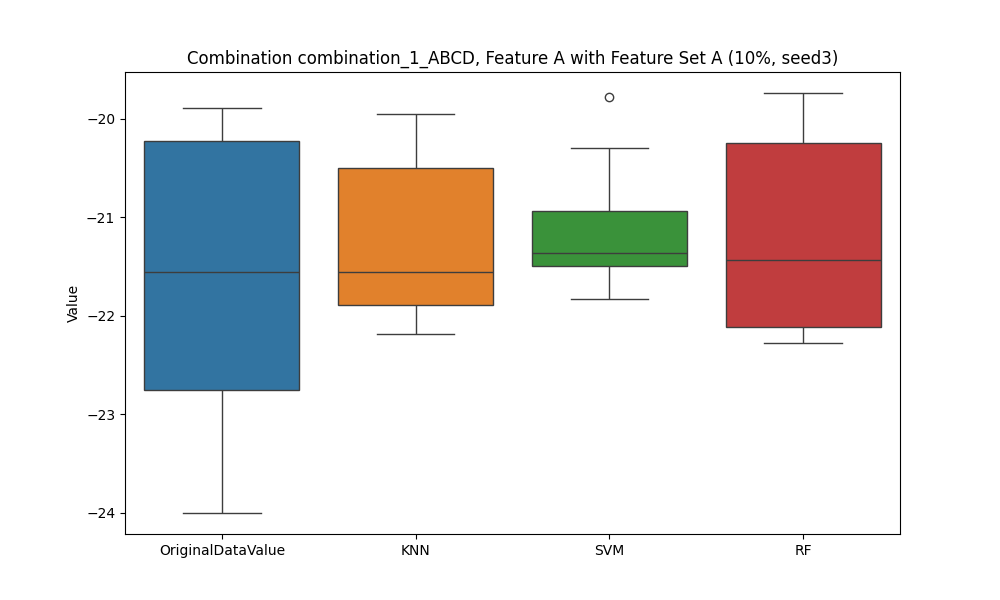 Combination combination_1_ABCD, Feature A with Feature Set A (10%, seed3)
Value
−20
−21
−22
−23
−24
OriginalDataValue
KNN
SVM
RF